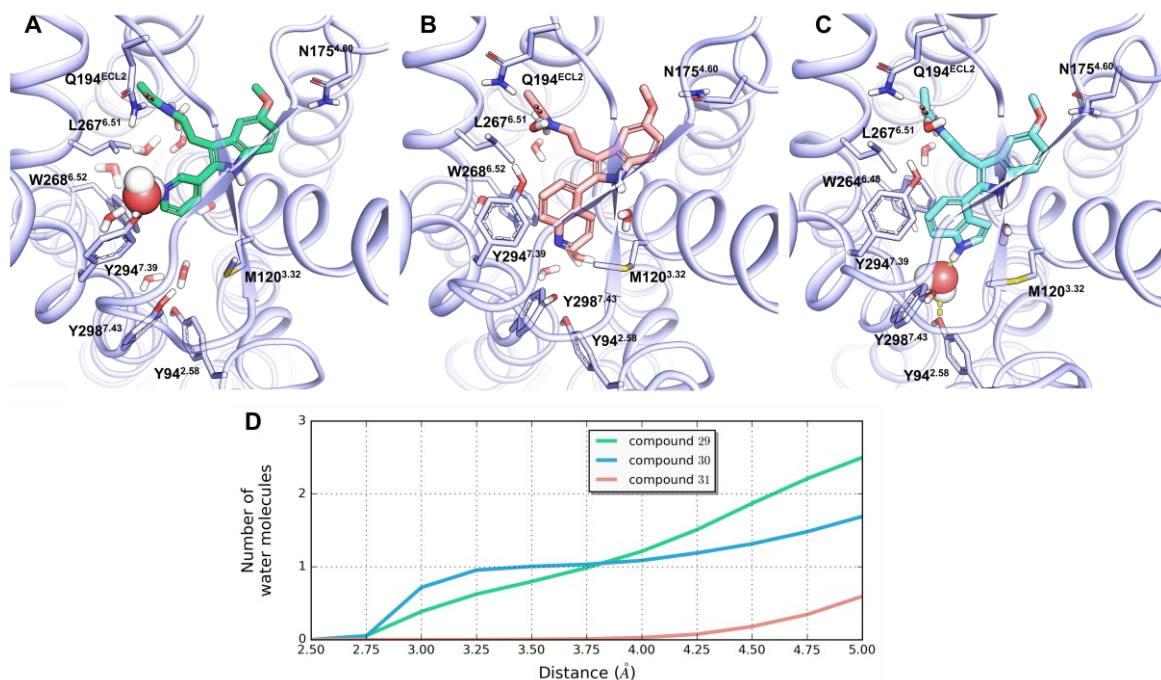 A
Q194ECL2
N1754.60
L2676.51
W2686.52
Y2947.39
M1203.32
Y2987.43
Y942.58
B
Q194ECL2
N1754.60
L2676.51
W2686.52
Y2947.39
M1203.32
Y2987.43
Y942.58
C
Q194ECL2
N1754.60
L2676.51
W2646.48
Y2947.39
M1203.32
Y2987.43
Y942.58
D
3
2
1
0
Number of
water molecules
compound 29
compound 30
compound 31
2.50 2.75 3.00 3.25 3.50 3.75 4.00 4.25 4.50 4.75 5.00
Distance (Å)